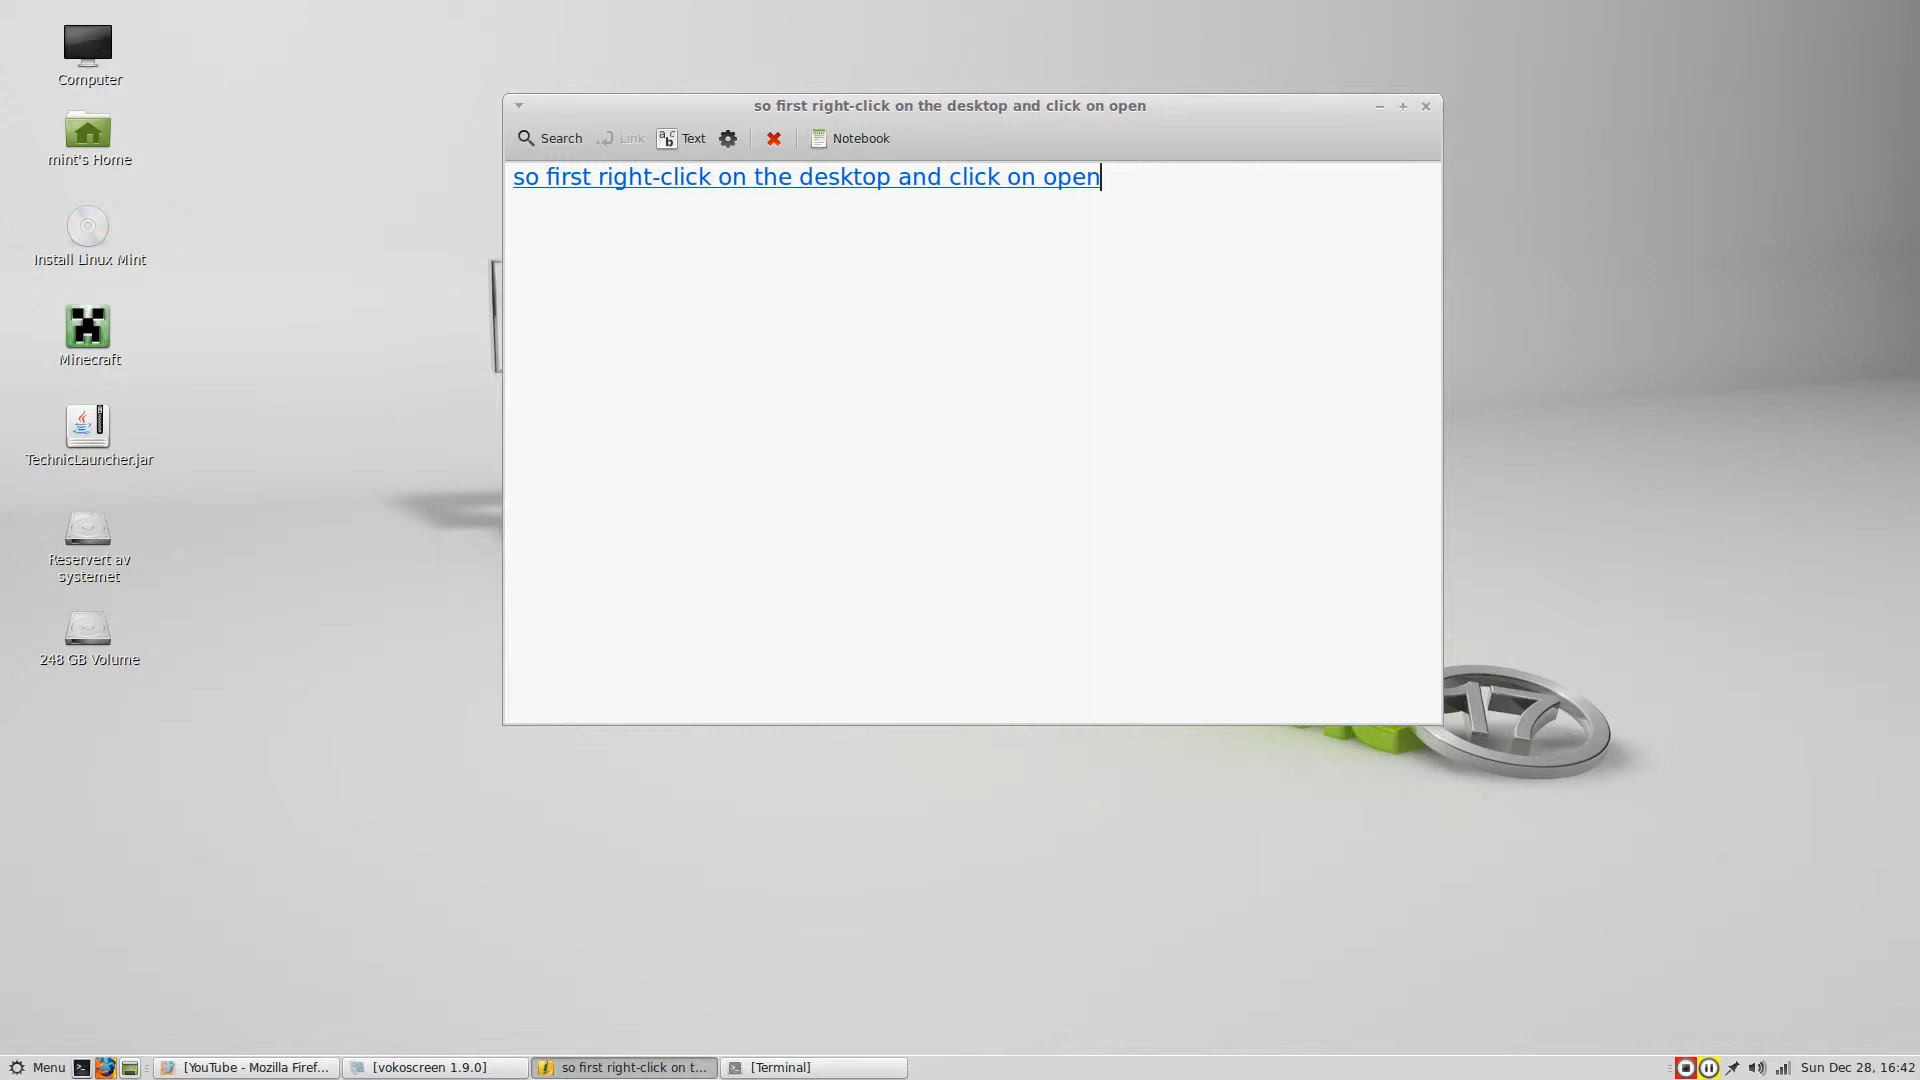 Computer
mint's Home
Install Linux Mint
Minecraft
TechnicLauncher.jar
Reservert av
systemet
248 GB Volume
so first right-click on the desktop and click on open
Search
Link
Text
Notebook
so first right-click on the desktop and click on open
17
Menu
[YouTube - Mozilla Firef...
[vokoscreen 1.9.0]
so first right-click on t...
[Terminal]
Sun Dec 28, 16:42